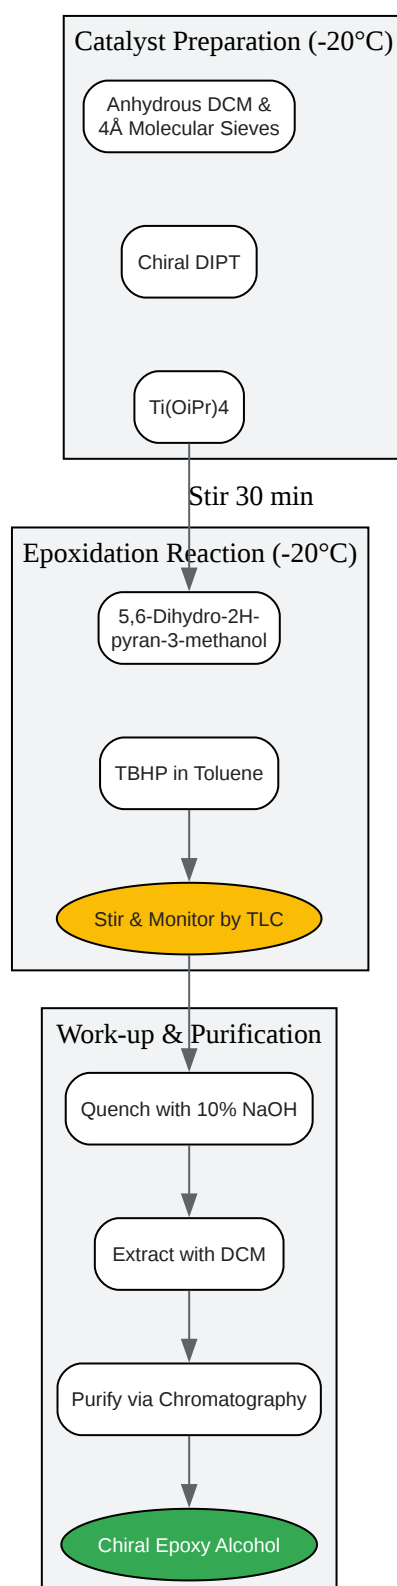 Catalyst Preparation (-20°C)
Anhydrous DCM &
4Å Molecular Sieves
Chiral DIPT
Ti(OiPr)4
Stir 30 min
Epoxidation Reaction (-20°C)
5,6-Dihydro-2H-
pyran-3-methanol
TBHP in Toluene
Stir & Monitor by TLC
Work-up & Purification
Quench with 10% NaOH
Extract with DCM
Purify via Chromatography
Chiral Epoxy Alcohol